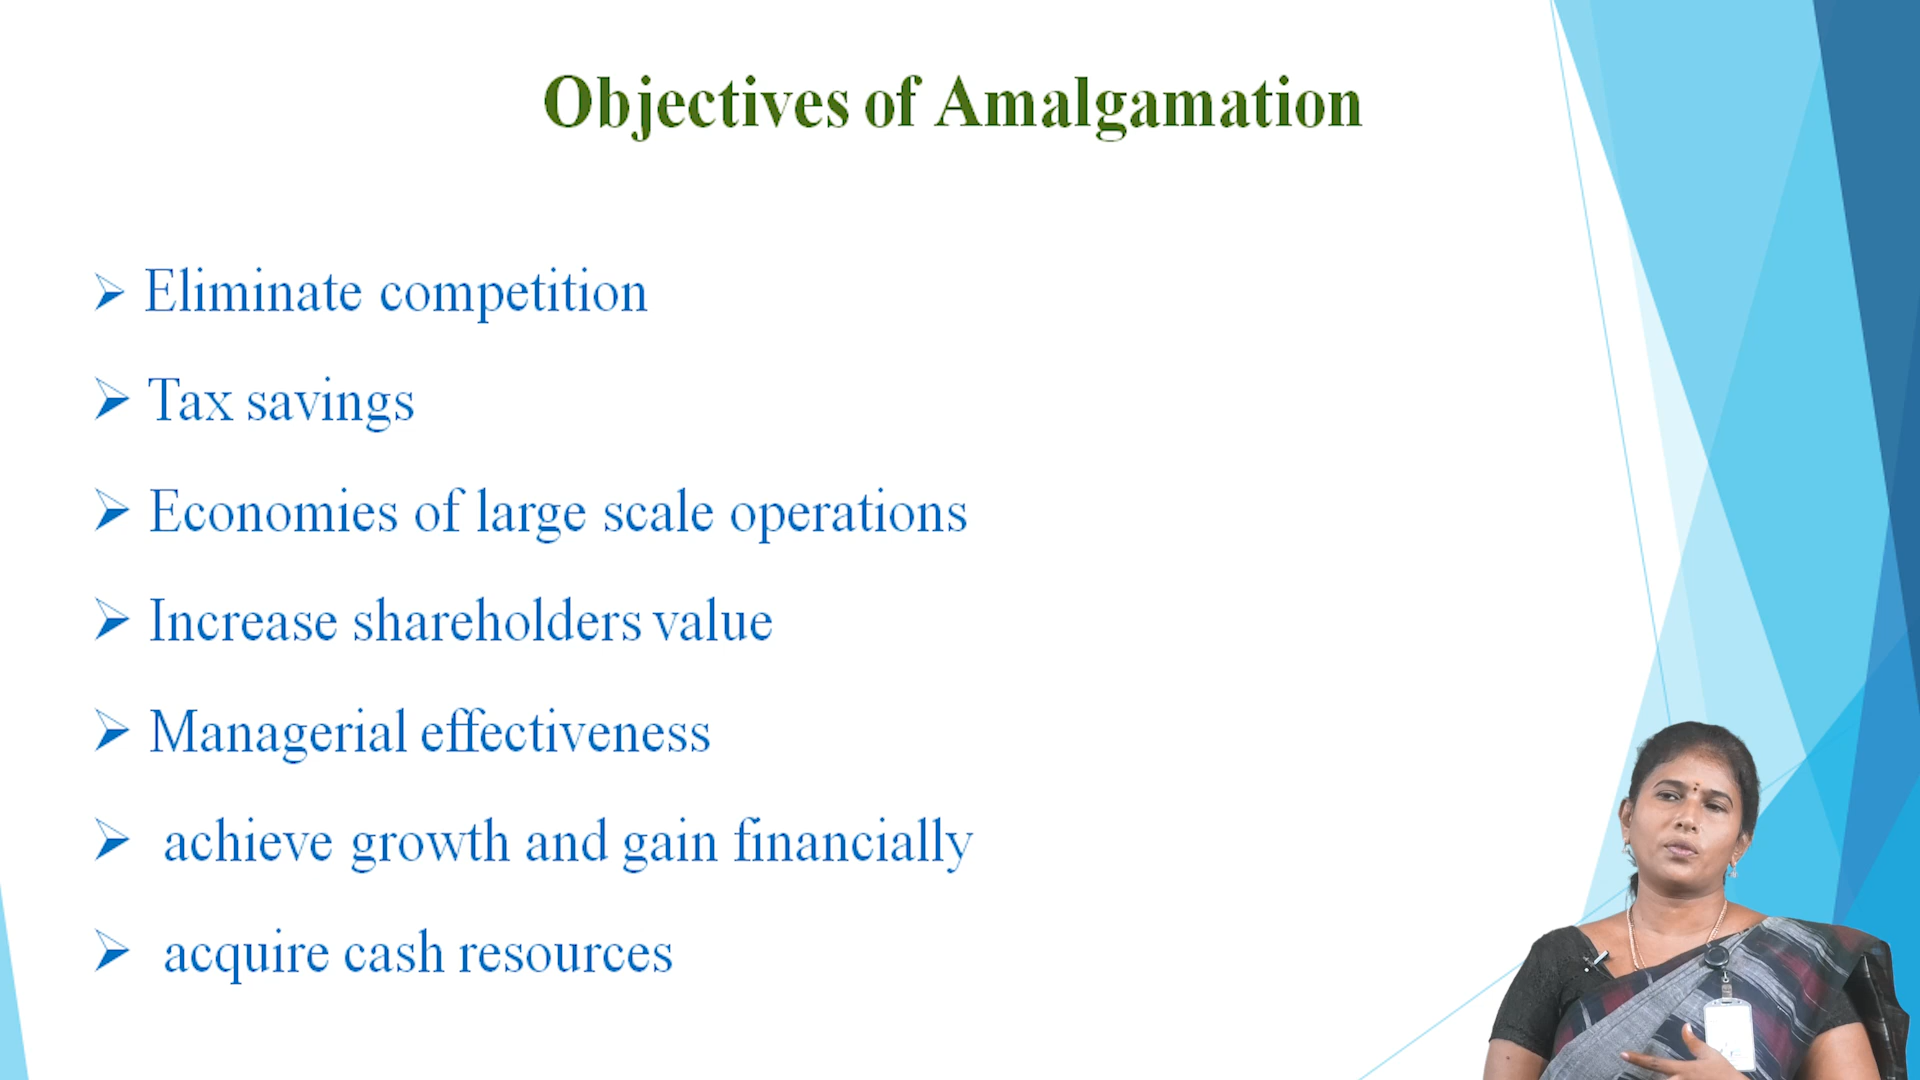 Objectives of Amalgamation
➢ Eliminate competition
➢ Tax savings
➢ Economies of large scale operations
➢ Increase shareholders value
➢ Managerial effectiveness
➢ achieve growth and gain financially
➢ acquire cash resources